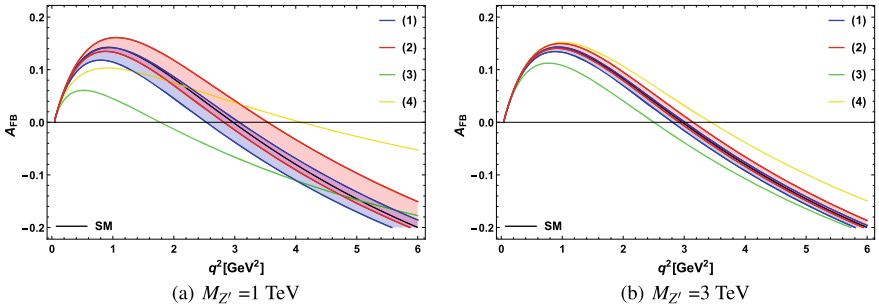 0.2
0.1
0.0
-0.1
-0.2
A_FB
(1)
(2)
(3)
(4)
SM
0 1 2 3 4 5 6
q²[GeV²]
(a) M_Z′ =1 TeV
0.2
0.1
0.0
-0.1
-0.2
A_FB
(1)
(2)
(3)
(4)
SM
0 1 2 3 4 5 6
q²[GeV²]
(b) M_Z′ =3 TeV